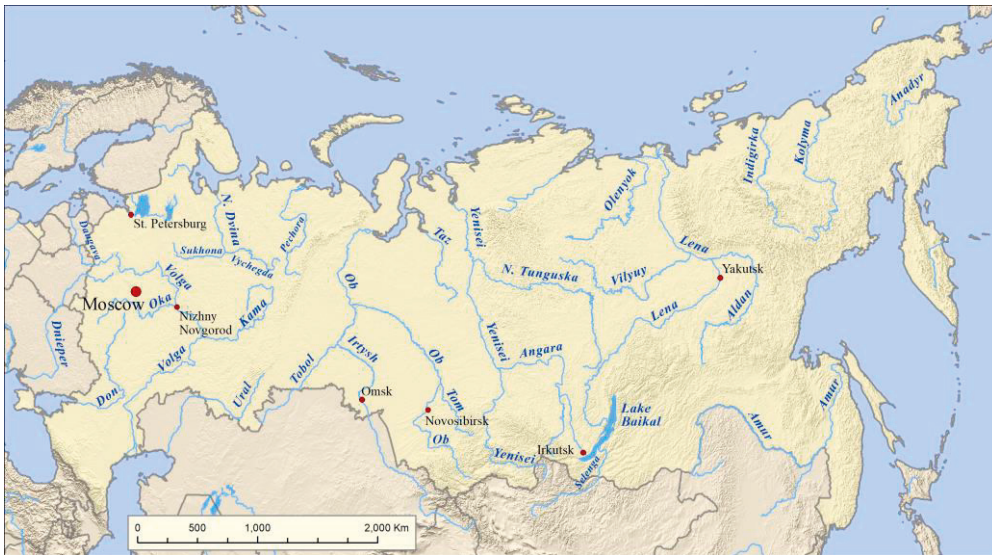 Anadyr
Indigirka
Kolyma
Olenyok
N. Dvina
Pechora
St. Petersburg
Daugava
Sukhona
Vychegda
Taz
Yenisei
Lena
Volga
Ob
N. Tunguska
Vilyuy
Yakutsk
Moscow
Oka
Nizhny
Novgorod
Kama
Lena
Aldan
Dnieper
Volga
Tobol
Irtysh
Ob
Yenisei
Angara
Don
Ural
Omsk
Tom
Novosibirsk
Ob
Lake
Baikal
Amur
Amur
Irkutsk
Yenisei
Selenga
0 500 1,000 2,000 Km